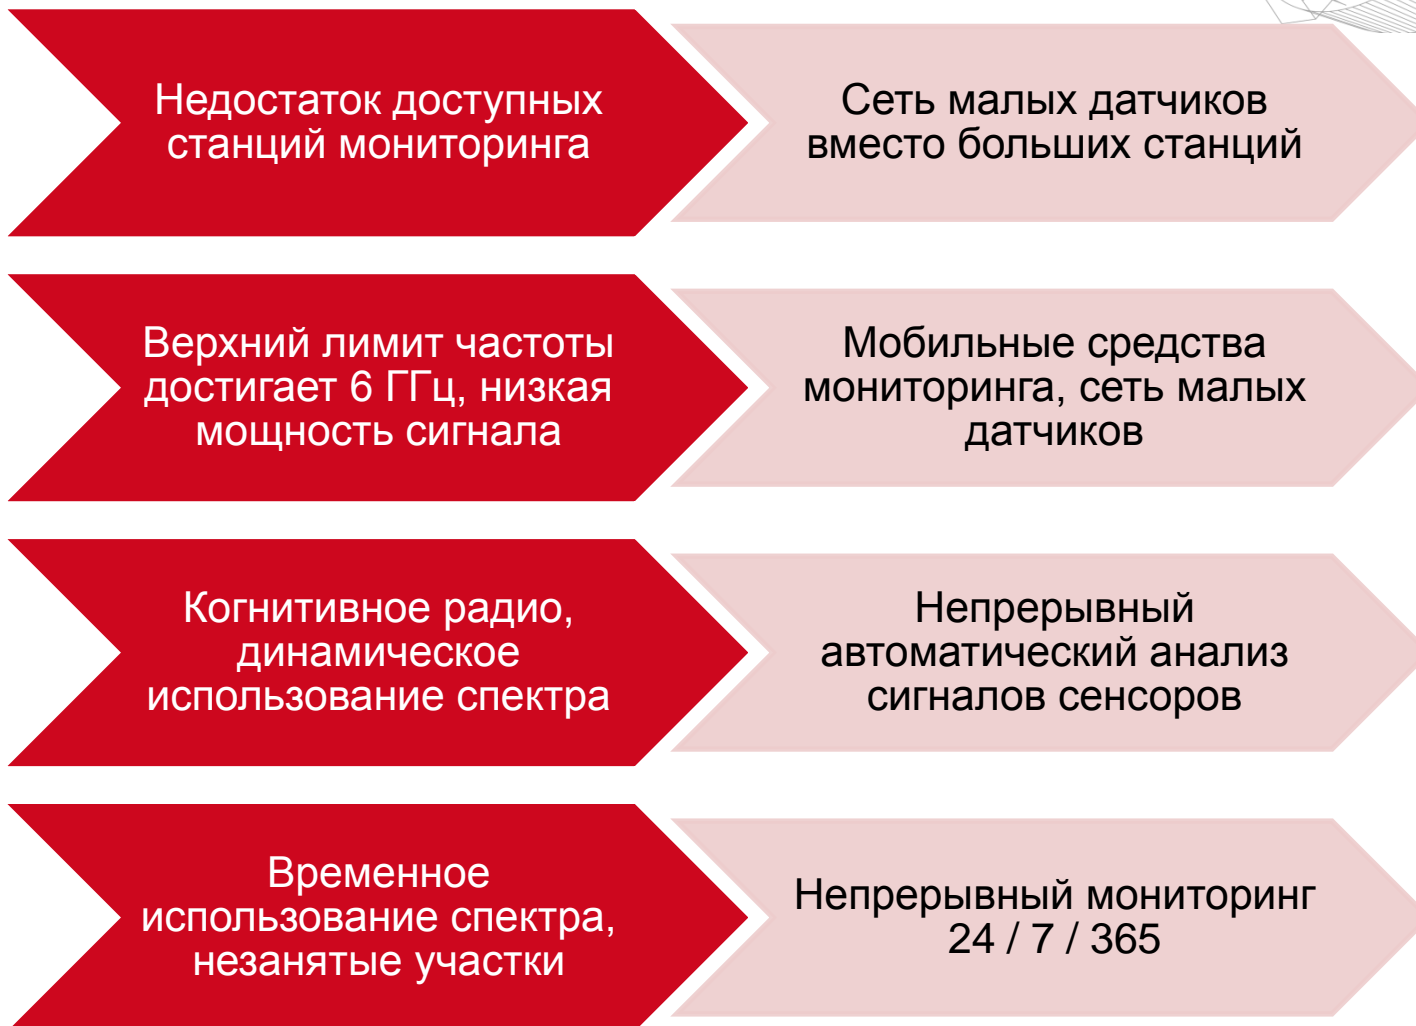 Недостаток доступных
станций мониторинга
Сеть малых датчиков
вместо больших станций
Верхний лимит частоты
достигает 6 ГГц, низкая
мощность сигнала
Мобильные средства
мониторинга, сеть малых
датчиков
Когнитивное радио,
динамическое
использование спектра
Непрерывный
автоматический анализ
сигналов сенсоров
Временное
использование спектра,
незанятые участки
Непрерывный мониторинг
24 / 7 / 365